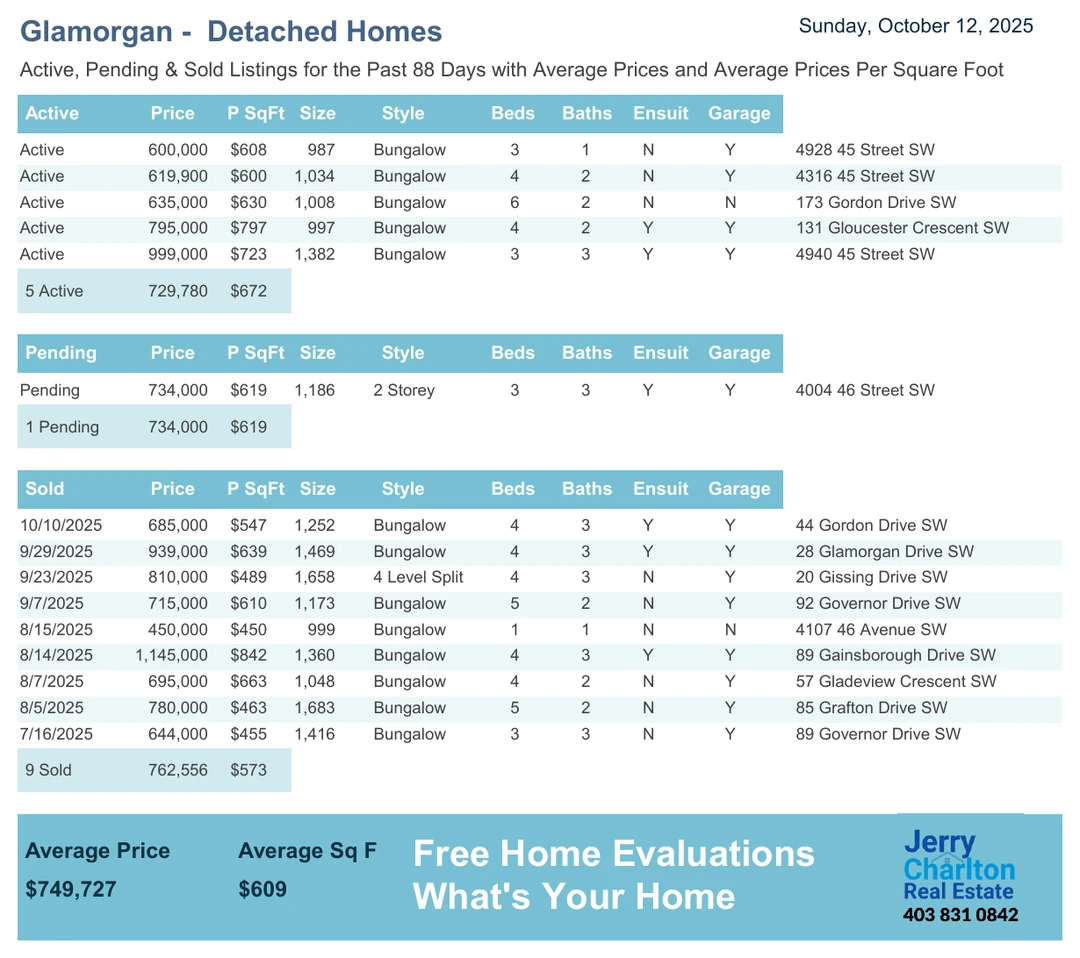 Glamorgan -  Detached Homes
Sunday, October 12, 2025
Active, Pending & Sold Listings for the Past 88 Days with Average Prices and Average Prices Per Square Foot
Active Price P SqFt Size Style Beds Baths Ensuit Garage
Active 600,000 $608 987 Bungalow 3 1 N Y 4928 45 Street SW
Active 619,900 $600 1,034 Bungalow 4 2 N Y 4316 45 Street SW
Active 635,000 $630 1,008 Bungalow 6 2 N N 173 Gordon Drive SW
Active 795,000 $797 997 Bungalow 4 2 Y Y 131 Gloucester Crescent SW
Active 999,000 $723 1,382 Bungalow 3 3 Y Y 4940 45 Street SW
5 Active 729,780 $672
Pending Price P SqFt Size Style Beds Baths Ensuit Garage
Pending 734,000 $619 1,186 2 Storey 3 3 Y Y 4004 46 Street SW
1 Pending 734,000 $619
Sold Price P SqFt Size Style Beds Baths Ensuit Garage
10/10/2025 685,000 $547 1,252 Bungalow 4 3 Y Y 44 Gordon Drive SW
9/29/2025 939,000 $639 1,469 Bungalow 4 3 Y Y 28 Glamorgan Drive SW
9/23/2025 810,000 $489 1,658 4 Level Split 4 3 N Y 20 Gissing Drive SW
9/7/2025 715,000 $610 1,173 Bungalow 5 2 N Y 92 Governor Drive SW
8/15/2025 450,000 $450 999 Bungalow 1 1 N N 4107 46 Avenue SW
8/14/2025 1,145,000 $842 1,360 Bungalow 4 3 Y Y 89 Gainsborough Drive SW
8/7/2025 695,000 $663 1,048 Bungalow 4 2 N Y 57 Gladeview Crescent SW
8/5/2025 780,000 $463 1,683 Bungalow 5 2 N Y 85 Grafton Drive SW
7/16/2025 644,000 $455 1,416 Bungalow 3 3 N Y 89 Governor Drive SW
9 Sold 762,556 $573
Average Price Average Sq F
$749,727 $609
Free Home Evaluations
What's Your Home
Jerry
Charlton
Real Estate
403 831 0842